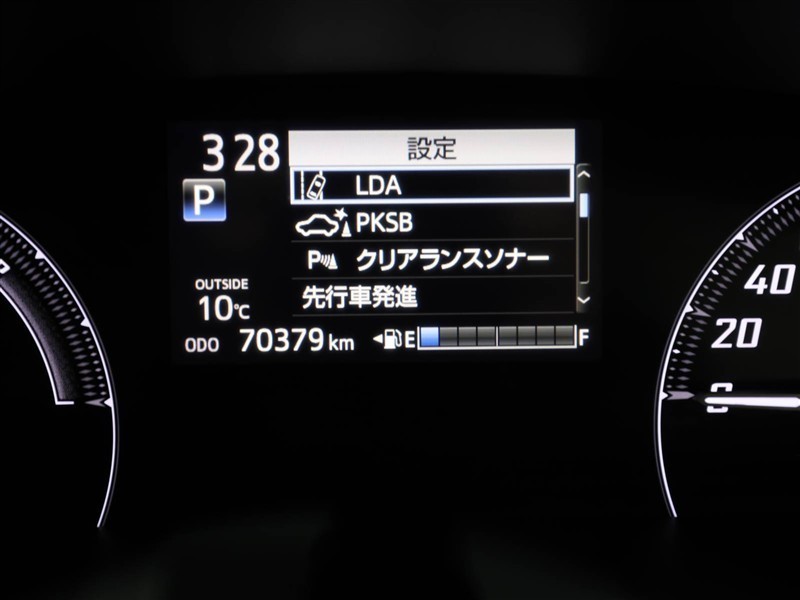 3 28
設定
P
LDA
PKSB
P クリアランスソナー
先行車発進
OUTSIDE
10℃
ODO 70379 km
E F
40
20
0